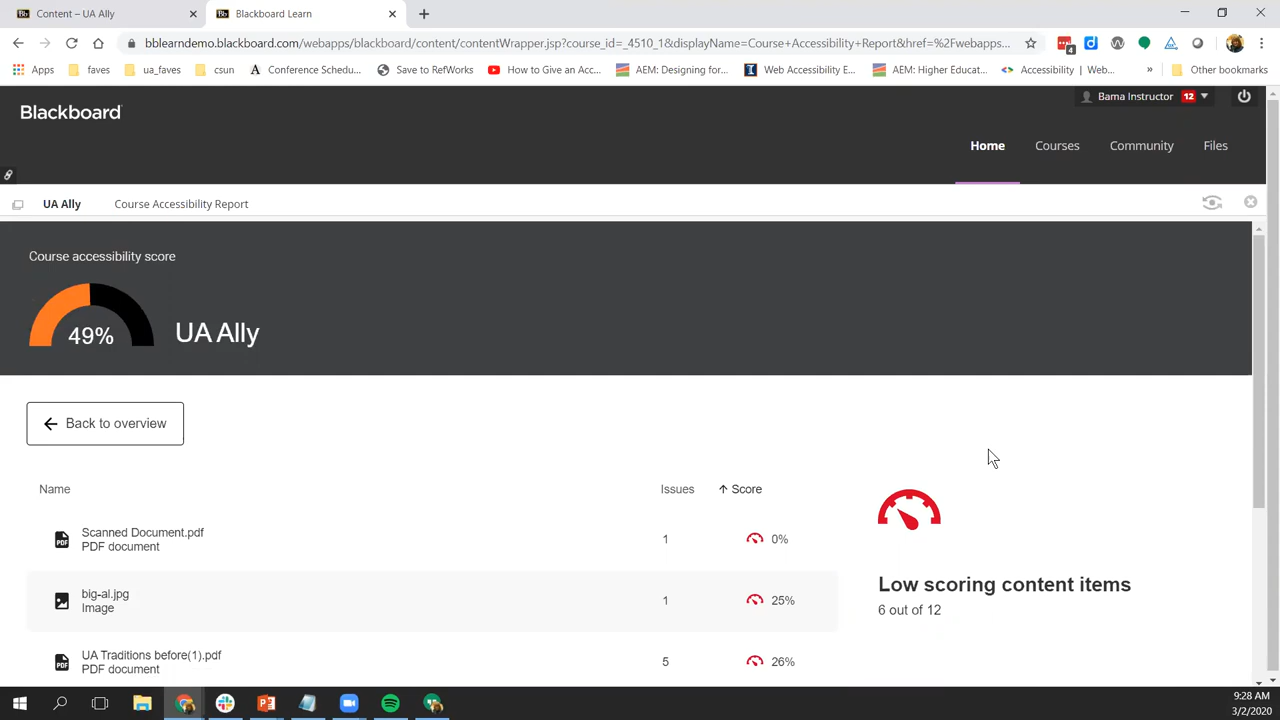 Content – UA Ally
Blackboard Learn
bblearndemo.blackboard.com/webapps/blackboard/content/contentWrapper.jsp?course_id=_4510_1&displayName=Course+Accessibility+Report&href=%2Fwebapps...
4
Apps
faves
ua_faves
csun
Conference Schedu...
Save to RefWorks
How to Give an Acc...
AEM: Designing for...
Web Accessibility E...
AEM: Higher Educat...
Accessibility | Web...
»
Other bookmarks
Blackboard
Bama Instructor 12
Home
Courses
Community
Files
UA Ally
Course Accessibility Report
Course accessibility score
49%
UA Ally
Back to overview
Name
Issues
Score
Scanned Document.pdf
PDF document
1
0%
big-al.jpg
Image
1
25%
UA Traditions before(1).pdf
PDF document
5
26%
Low scoring content items
6 out of 12
9:28 AM
3/2/2020